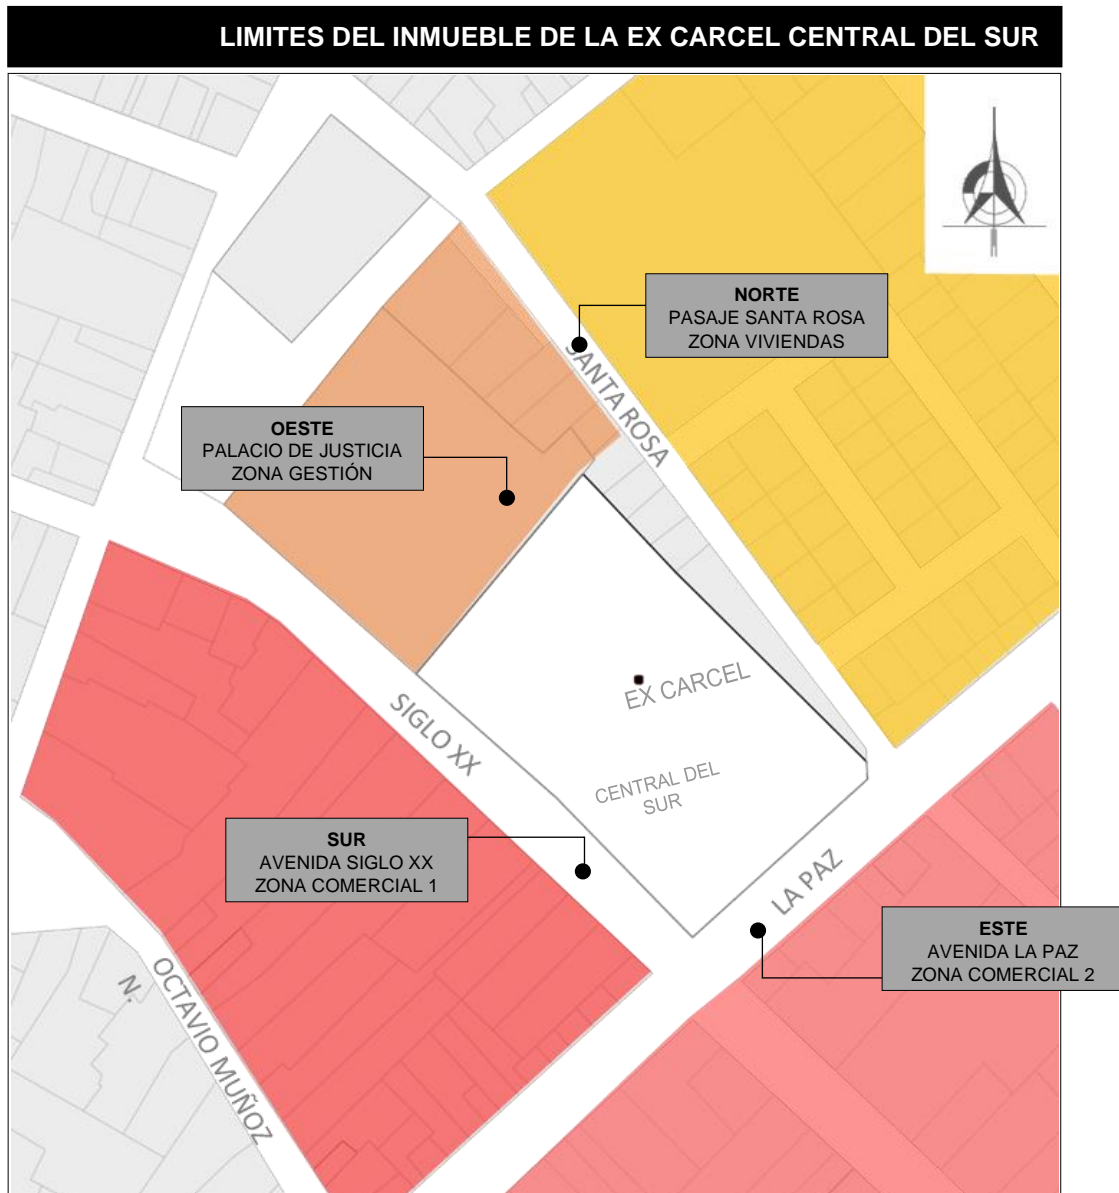 LIMITES DEL INMUEBLE DE LA EX CARCEL CENTRAL DEL SUR
NORTE
PASAJE SANTA ROSA
ZONA VIVIENDAS
SANTA ROSA
OESTE
PALACIO DE JUSTICIA
ZONA GESTIÓN
EX CARCEL
CENTRAL DEL
SUR
SIGLO XX
SUR
AVENIDA SIGLO XX
ZONA COMERCIAL 1
LA PAZ
ESTE
AVENIDA LA PAZ
ZONA COMERCIAL 2
N.
OCTAVIO MUÑOZ